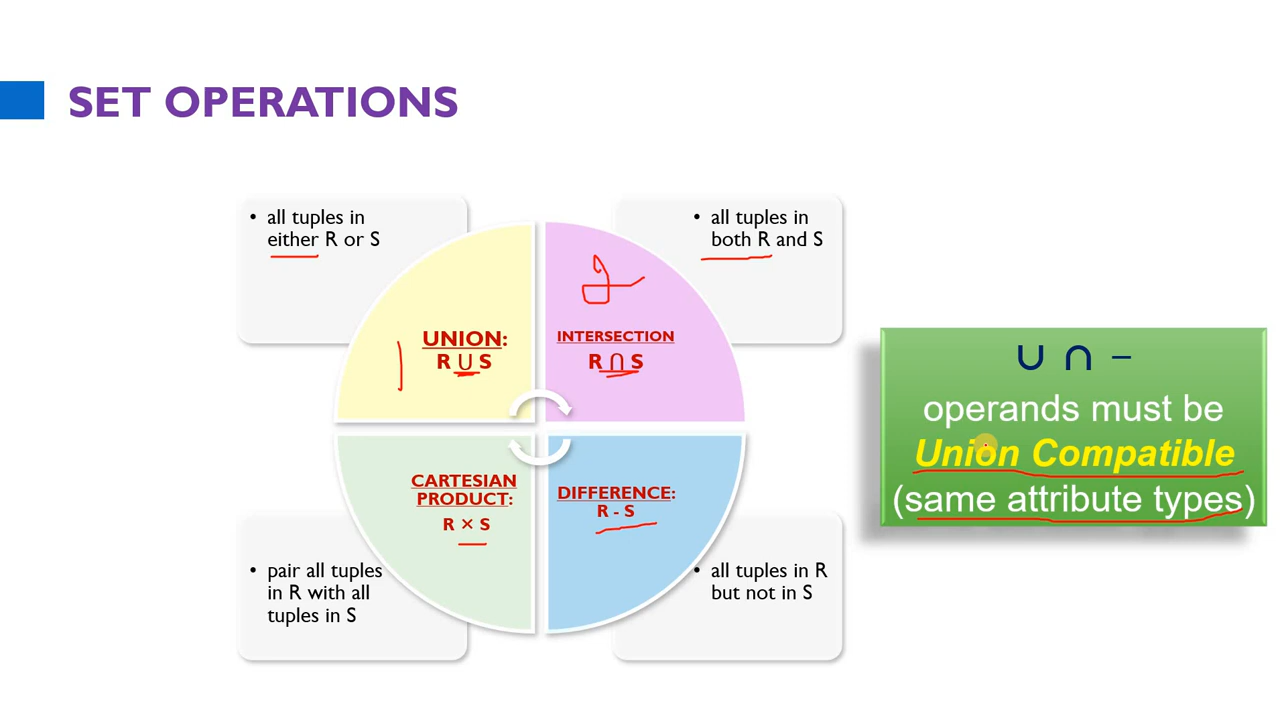 SET OPERATIONS
• all tuples in
either R or S
• all tuples in
both R and S
UNION:
R ∪ S
INTERSECTION
R ∩ S
CARTESIAN
PRODUCT:
R × S
DIFFERENCE:
R - S
• pair all tuples
in R with all
tuples in S
• all tuples in R
but not in S
∪ ∩ –
operands must be
Union Compatible
(same attribute types)